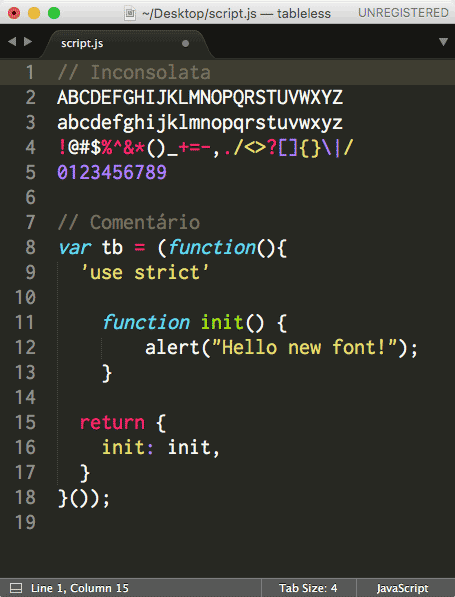 ~/Desktop/script.js — tableless UNREGISTERED
script.js
1 // Inconsolata
2 ABCDEFGHIJKLMNOPQRSTUVWXYZ
3 abcdefghijklmnopqrstuvwxyz
4 !@#$%^&*()_+=-,./<>?[]{}\|/
5 0123456789
6
7 // Comentário
8 var tb = (function(){
9 'use strict'
10
11 function init() {
12 alert("Hello new font!");
13 }
14
15 return {
16 init: init,
17 }
18 }());
19
Line 1, Column 15 Tab Size: 4 JavaScript